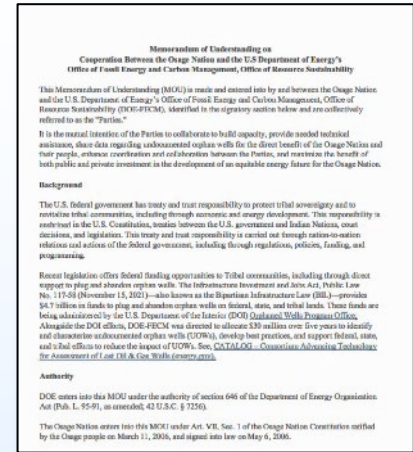 Memorandum of Understanding on
Cooperation Between the Osage Nation and the U.S Department of Energy's
Office of Fossil Energy and Carbon Management, Office of Resource Sustainability
This Memorandum of Understanding (MOU) is made and entered into by and between the Osage Nation
and the U.S. Department of Energy's Office of Fossil Energy and Carbon Management, Office of
Resource Sustainability (DOE-FECM), identified in the signatory section below and are collectively
referred to as the "Parties."
It is the mutual intention of the Parties to collaborate to build capacity, provide needed technical
assistance, share data regarding undocumented orphan wells for the direct benefit of the Osage Nation and
their people, enhance coordination and collaboration between the Parties, and maximize the benefit of
both public and private investment in the development of an equitable energy future for the Osage Nation.
Background
The U.S. federal government has treaty and trust responsibility to protect tribal sovereignty and to
revitalize tribal communities, including through economic and energy development. This responsibility is
enshrined in the U.S. Constitution, treaties between the U.S. government and Indian Nations, court
decisions, and legislation. This treaty and trust responsibility is carried out through nation-to-nation
relations and actions of the federal government, including through regulations, policies, funding, and
programming.
Recent legislation offers federal funding opportunities to Tribal communities, including through direct
support to plug and abandon orphan wells. The Infrastructure Investment and Jobs Act, Public Law
No. 117-58 (November 15, 2021)—also known as the Bipartisan Infrastructure Law (BIL)—provides
$4.7 billion in funds to plug and abandon orphan wells on federal, state, and tribal lands. These funds are
being administered by the U.S. Department of the Interior (DOI) Orphaned Wells Program Office.
Alongside the DOI efforts, DOE-FECM was directed to allocate $30 million over five years to identify
and characterize undocumented orphan wells (UOWs), develop best practices, and support federal, state,
and tribal efforts to reduce the impact of UOWs. See, CATALOG – Consortium Advancing Technology
for Assessment of Lost Oil & Gas Wells (energy.gov).
Authority
DOE enters into this MOU under the authority of section 646 of the Department of Energy Organization
Act (Pub. L. 95-91, as amended; 42 U.S.C. § 7256).
The Osage Nation enters into this MOU under Art. VII, Sec. 1 of the Osage Nation Constitution ratified
by the Osage people on March 11, 2006, and signed into law on May 6, 2006.